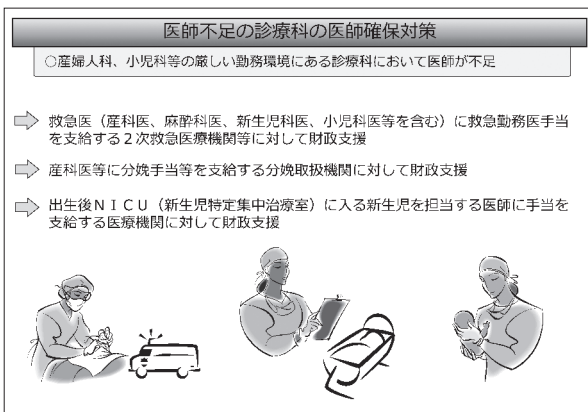 医師不足の診療科の医師確保対策
○産婦人科、小児科等の厳しい勤務環境にある診療科において医師が不足
救急医（産科医、麻酔科医、新生児科医、小児科医等を含む）に救急勤務医手当
を支給する２次救急医療機関等に対して財政支援
産科医等に分娩手当等を支給する分娩取扱機関に対して財政支援
出生後ＮＩＣＵ（新生児特定集中治療室）に入る新生児を担当する医師に手当を
支給する医療機関に対して財政支援